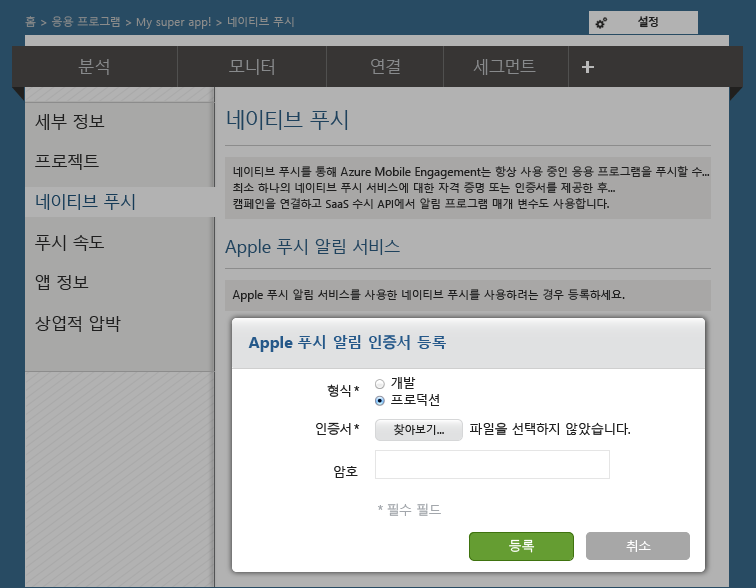 홈 > 응용 프로그램 > My super app! > 네이티브 푸시
설정
분석 모니터 연결 세그먼트 +
세부 정보
프로젝트
네이티브 푸시
푸시 속도
앱 정보
상업적 압박
네이티브 푸시
네이티브 푸시를 통해 Azure Mobile Engagement는 항상 사용 중인 응용 프로그램을 푸시할 수...
최소 하나의 네이티브 푸시 서비스에 대한 자격 증명 또는 인증서를 제공한 후...
캠페인을 연결하고 SaaS 수시 API에서 알림 프로그램 매개 변수도 사용합니다.
Apple 푸시 알림 서비스
Apple 푸시 알림 서비스를 사용한 네이티브 푸시를 사용하려는 경우 등록하세요.
Apple 푸시 알림 인증서 등록
형식*
개발
프로덕션
인증서* 찾아보기... 파일을 선택하지 않았습니다.
암호
* 필수 필드
등록 취소